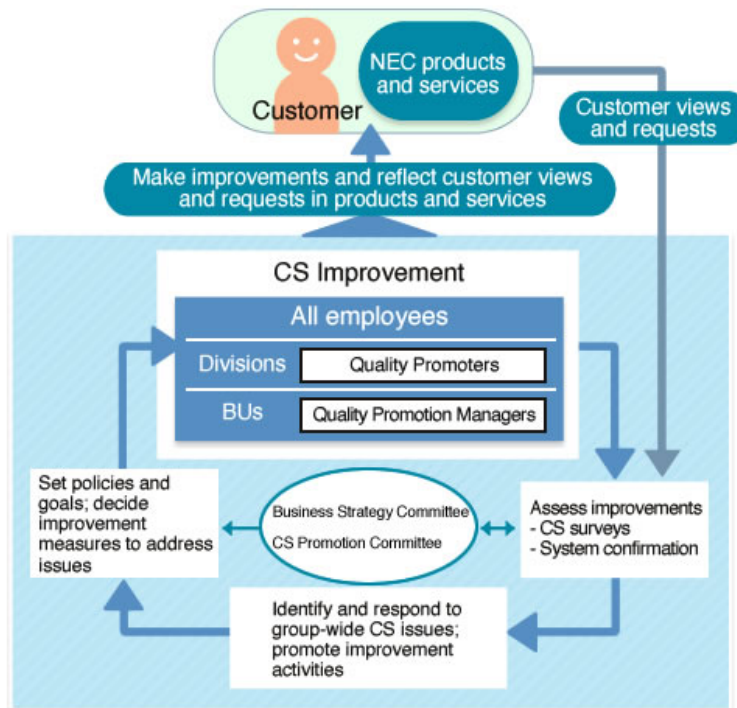 NEC products
and services
Customer
Customer views
and requests
Make improvements and reflect customer views
and requests in products and services
CS Improvement
All employees
Divisions
Quality Promoters
BUs
Quality Promotion Managers
Set policies and
goals; decide
improvement
measures to address
issues
Business Strategy Committee
CS Promotion Committee
Assess improvements
- CS surveys
- System confirmation
Identify and respond to
group-wide CS issues;
promote improvement
activities